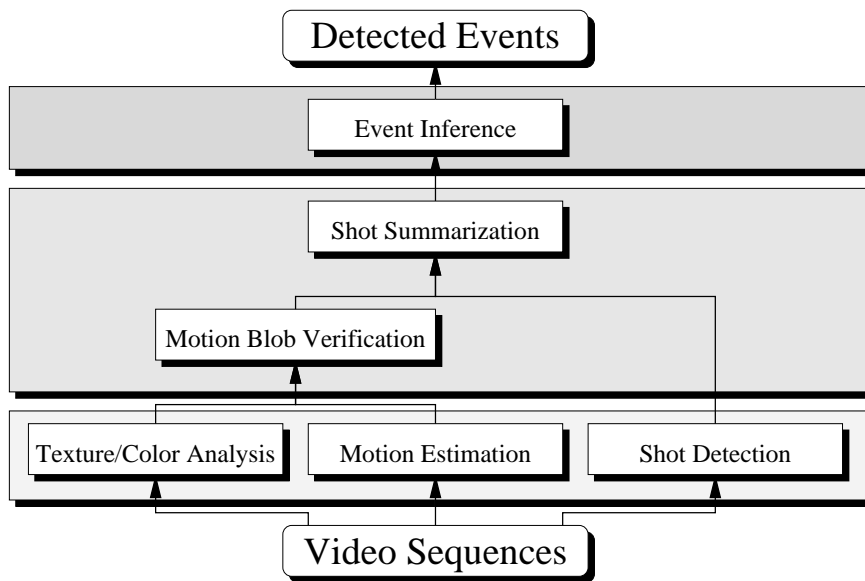 Detected Events
Event Inference
Shot Summarization
Motion Blob Verification
Texture/Color Analysis
Motion Estimation
Shot Detection
Video Sequences